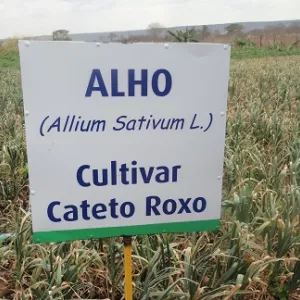 ALHO
(Allium Sativum L.)
Cultivar
Cateto Roxo